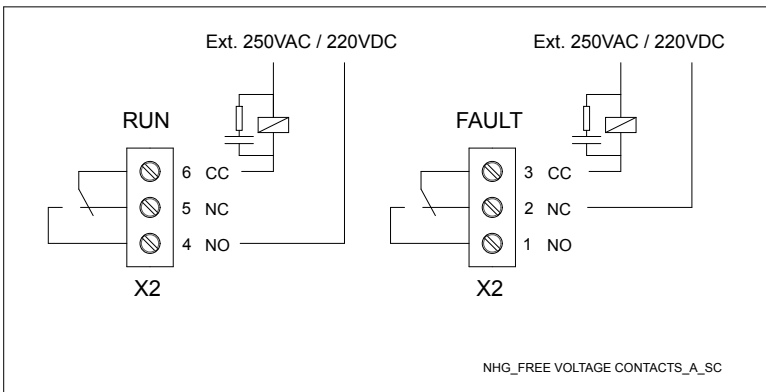 Ext. 250VAC / 220VDC
RUN
6 CC
5 NC
4 NO
X2
Ext. 250VAC / 220VDC
FAULT
3 CC
2 NC
1 NO
X2
NHG_FREE VOLTAGE CONTACTS_A_SC